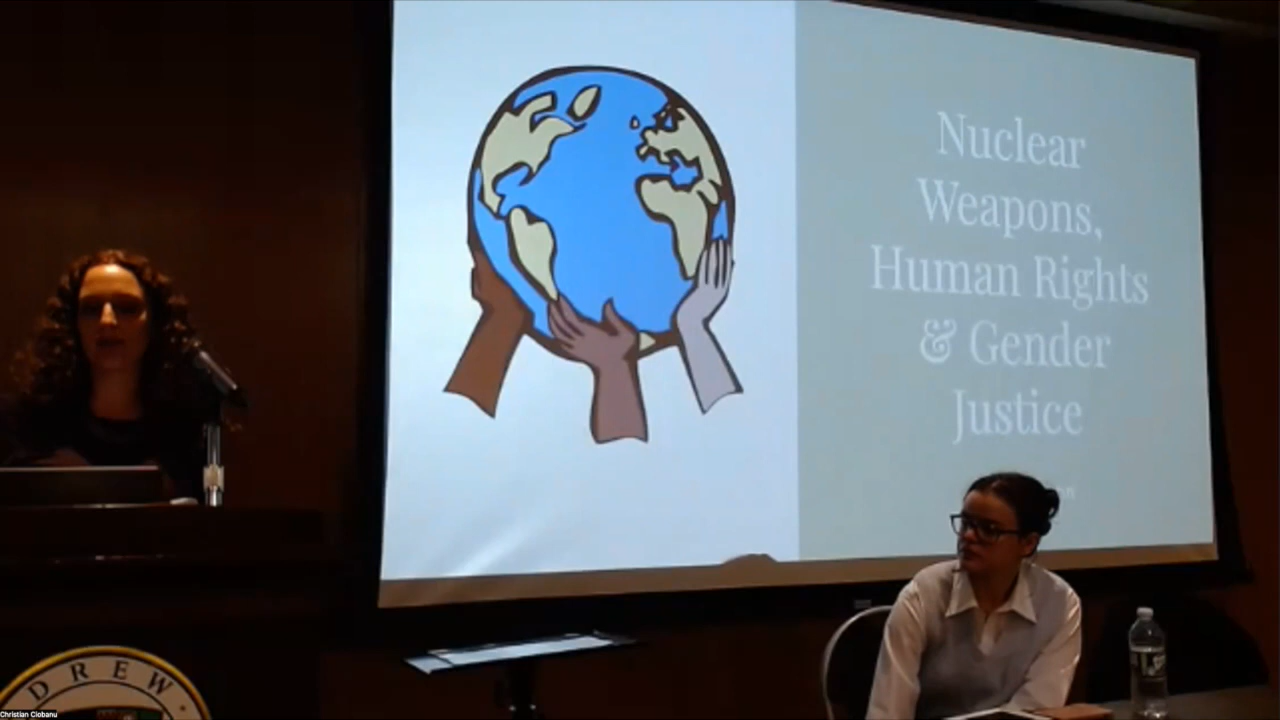 Nuclear
Weapons,
Human Rights
& Gender
Justice
DREW
Christian Ciobanu